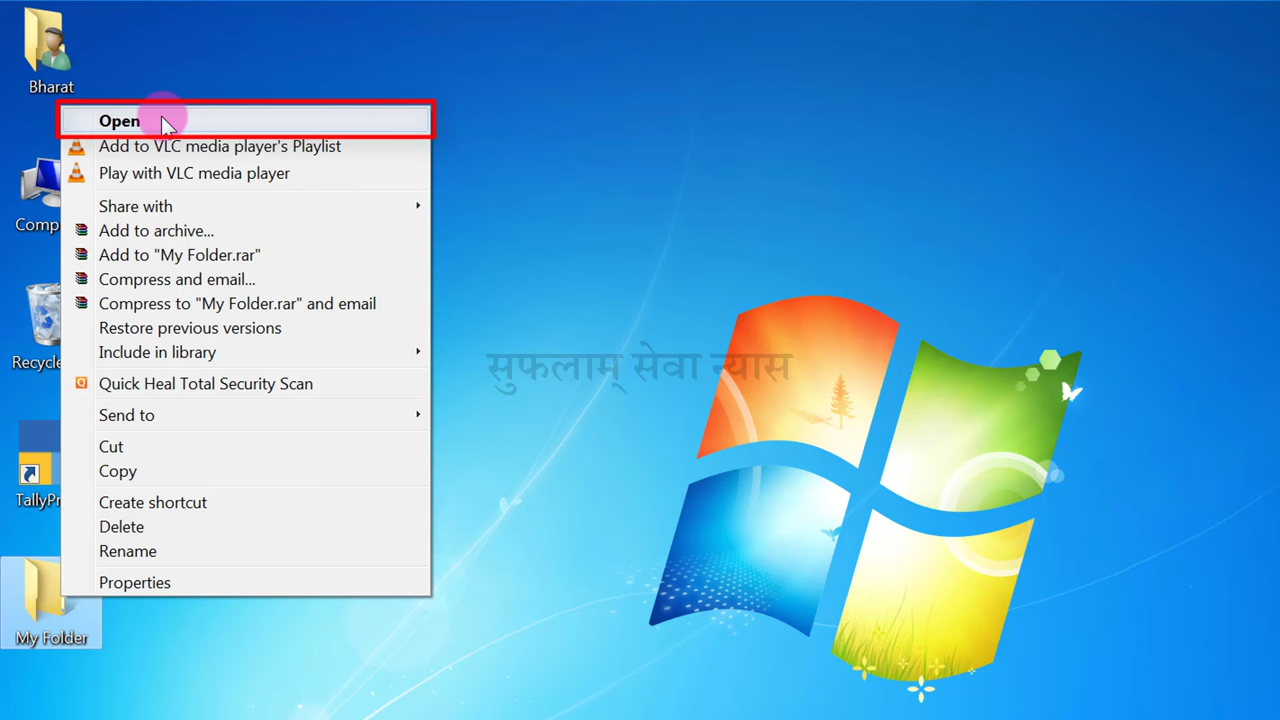 Bharat
Open
Add to VLC media player's Playlist
Play with VLC media player
Share with
Add to archive...
Add to "My Folder.rar"
Compress and email...
Compress to "My Folder.rar" and email
Restore previous versions
Include in library
Quick Heal Total Security Scan
Send to
Cut
Copy
Create shortcut
Delete
Rename
Properties
Comp
Recycle
TallyPr
My Folder
सुफलाम् सेवा न्यास